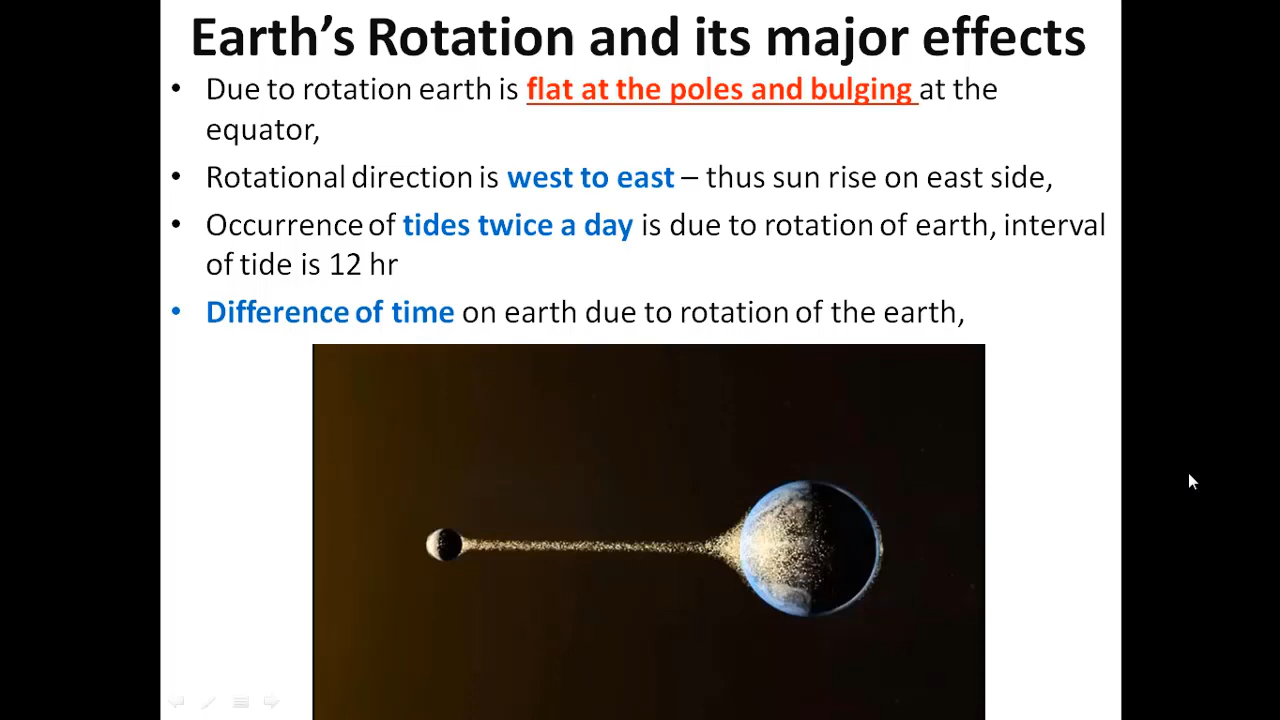 Earth's Rotation and its major effects
• Due to rotation earth is flat at the poles and bulging at the
equator,
• Rotational direction is west to east – thus sun rise on east side,
• Occurrence of tides twice a day is due to rotation of earth, interval
of tide is 12 hr
• Difference of time on earth due to rotation of the earth,